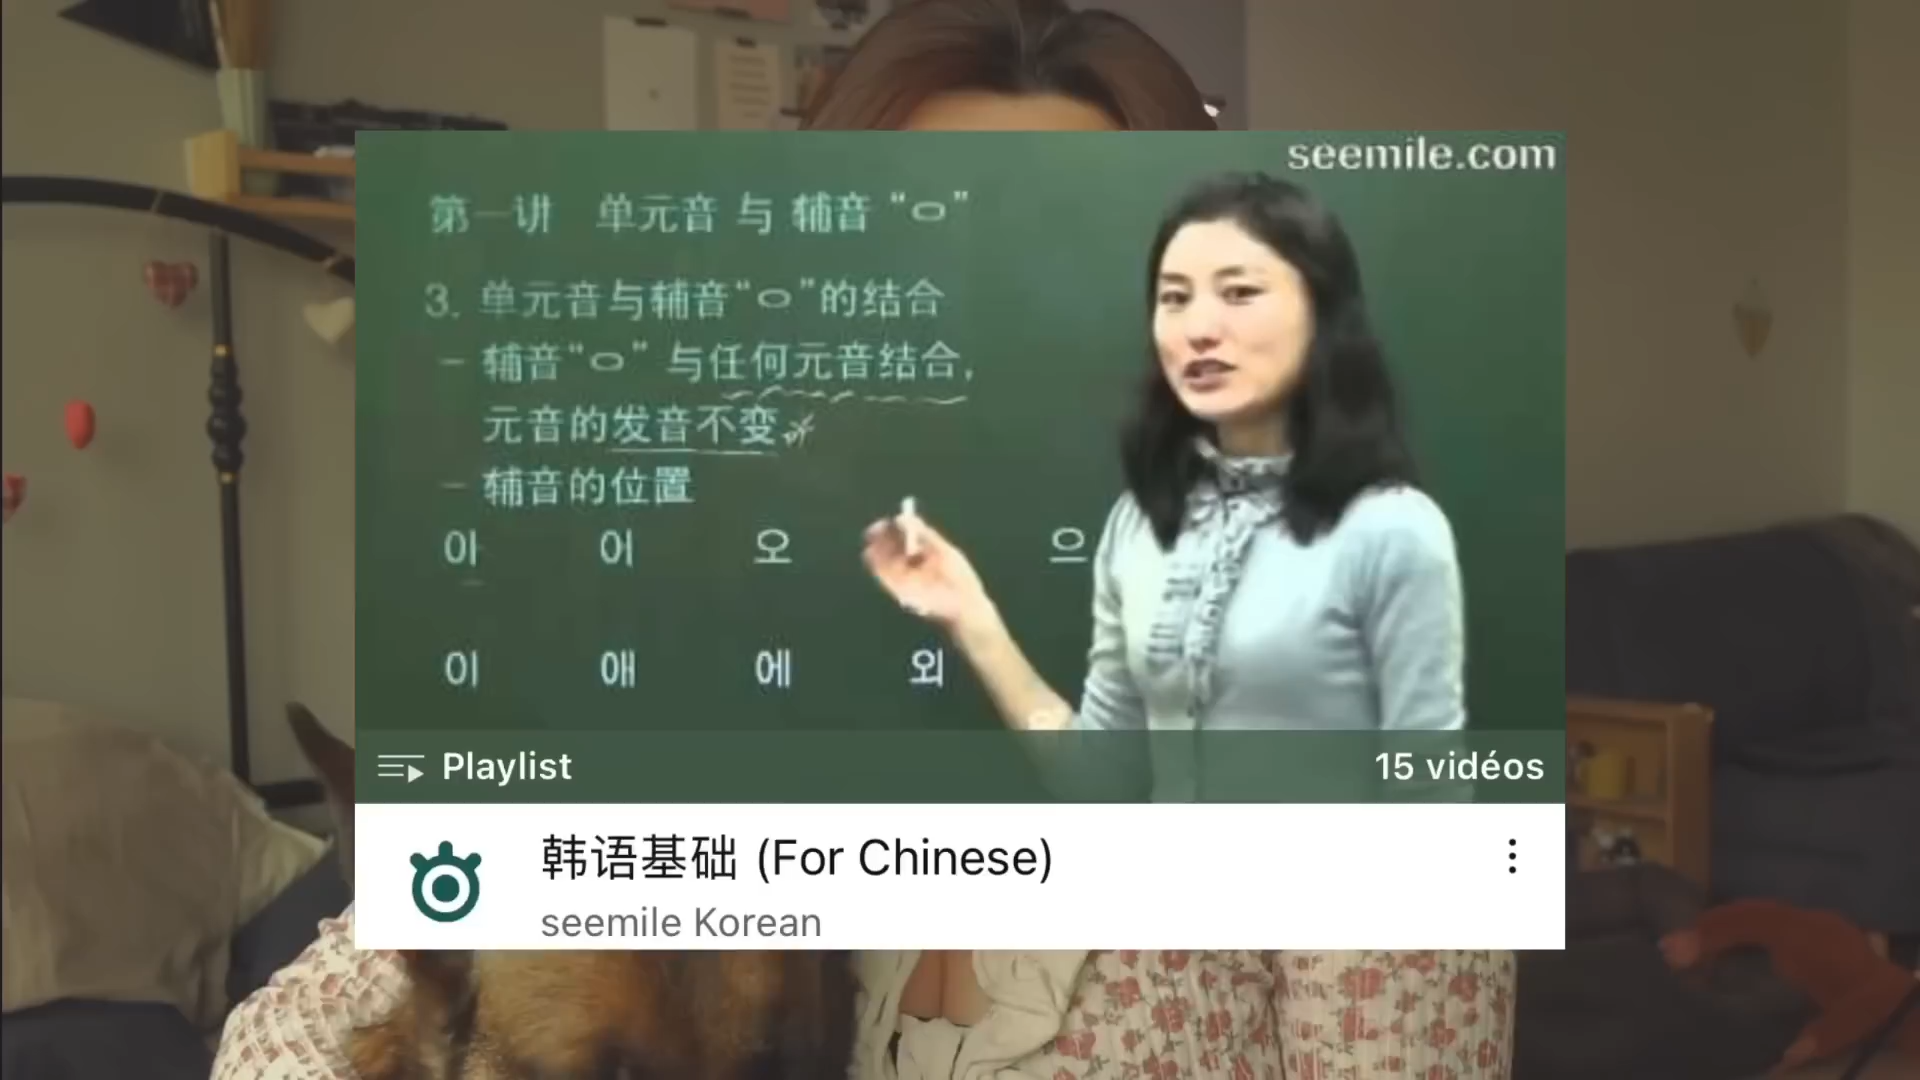 seemile.com
第一讲 单元音 与 辅音 “ㅇ”
3. 单元音与辅音“ㅇ”的结合
– 辅音“ㅇ” 与任何元音结合,
元音的发音不变
– 辅音的位置
아 어 오 으
이 애 에 외
Playlist 15 vidéos
韩语基础 (For Chinese)
seemile Korean